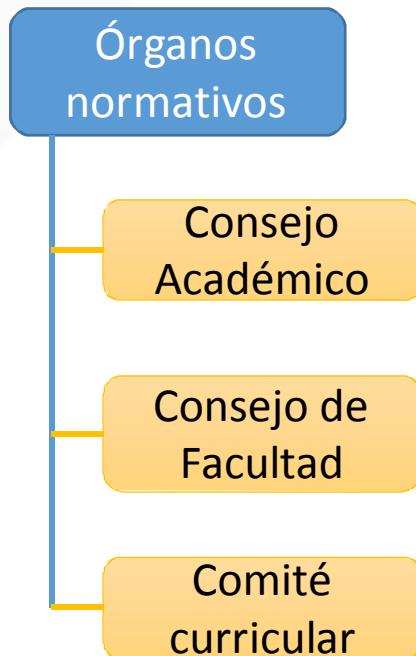 Órganos
normativos
Consejo
Académico
Consejo de
Facultad
Comité
curricular